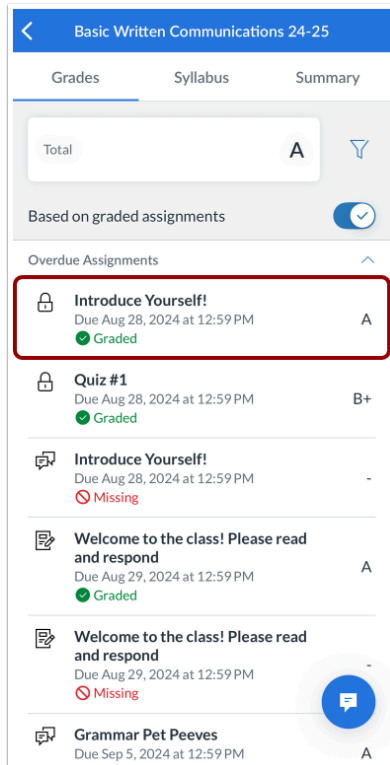 Basic Written Communications 24-25
Grades Syllabus Summary
Total A
Based on graded assignments
Overdue Assignments
Introduce Yourself!
Due Aug 28, 2024 at 12:59 PM A
Graded
Quiz #1
Due Aug 28, 2024 at 12:59 PM B+
Graded
Introduce Yourself!
Due Aug 28, 2024 at 12:59 PM -
Missing
Welcome to the class! Please read
and respond
Due Aug 29, 2024 at 12:59 PM A
Graded
Welcome to the class! Please read
and respond -
Due Aug 29, 2024 at 12:59 PM
Missing
Grammar Pet Peeves
Due Sep 5, 2024 at 12:59 PM A